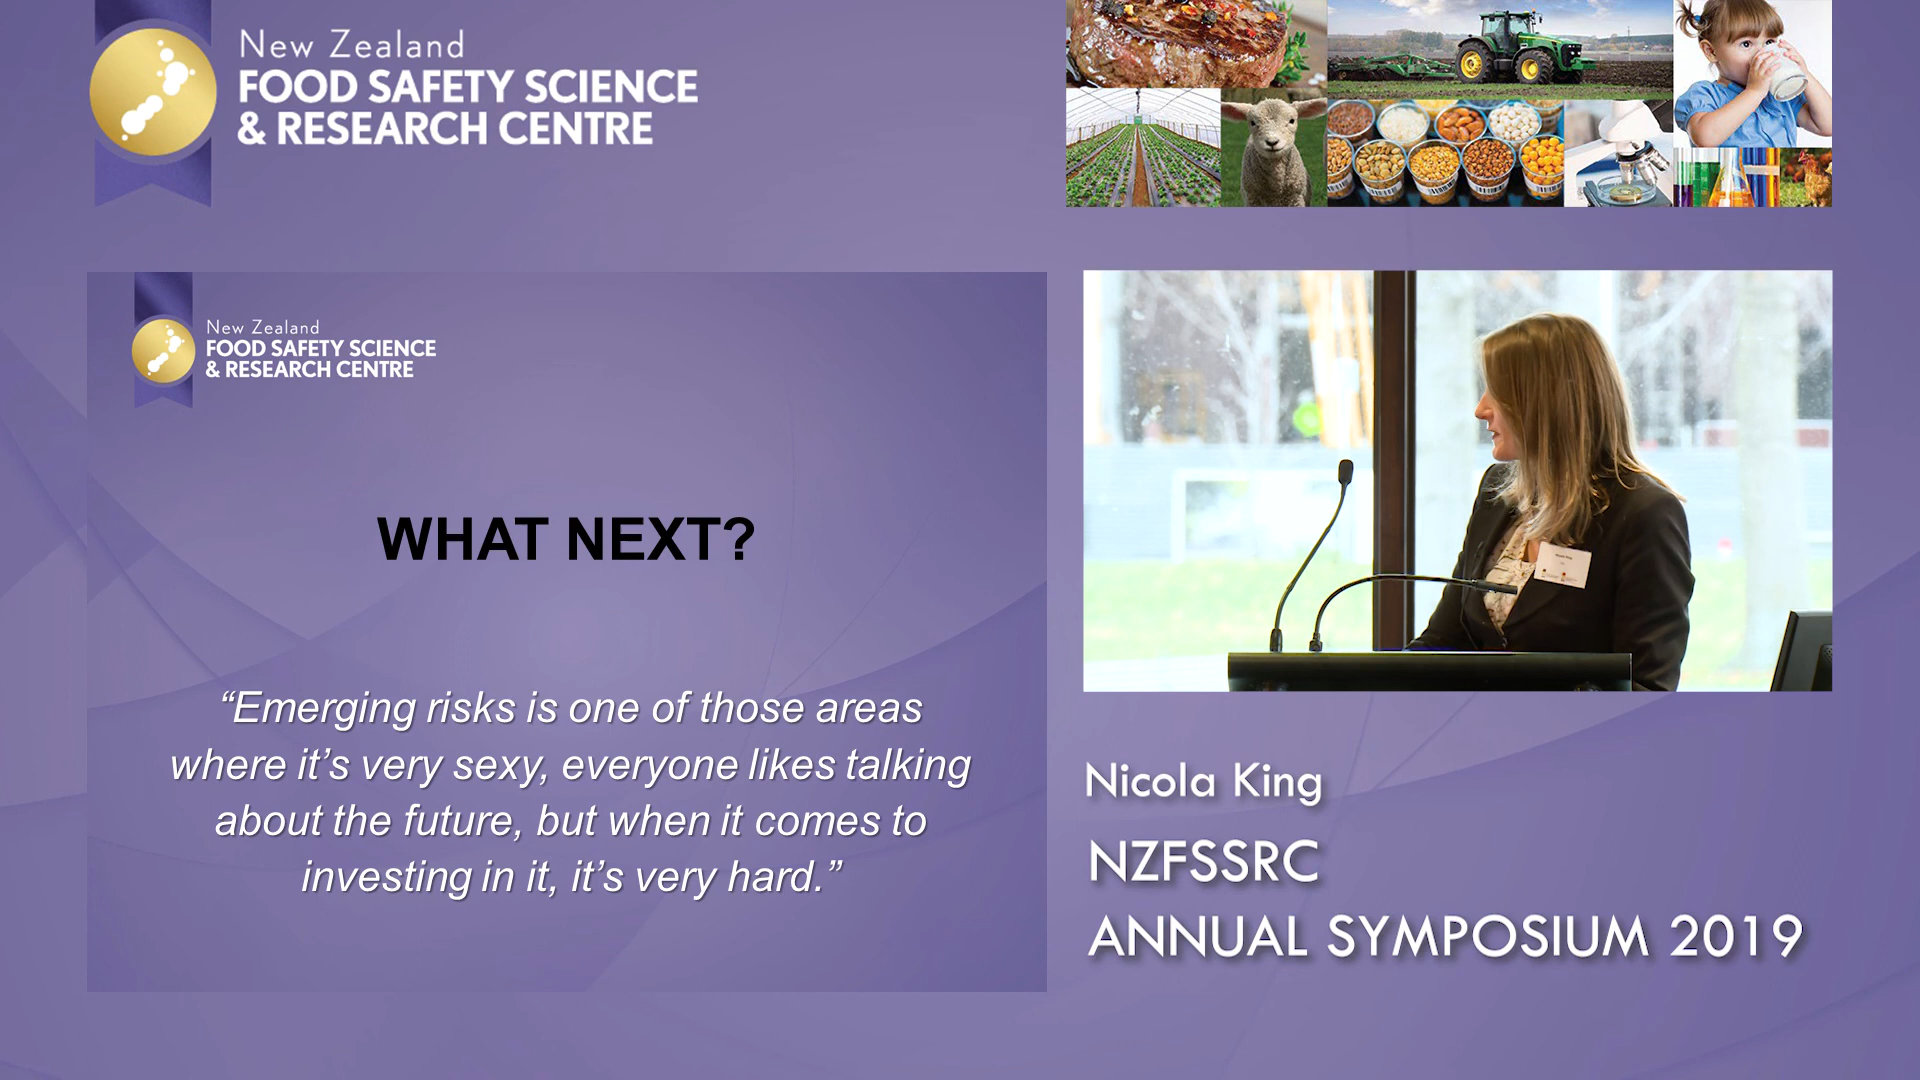 New Zealand
FOOD SAFETY SCIENCE
& RESEARCH CENTRE
New Zealand
FOOD SAFETY SCIENCE
& RESEARCH CENTRE
WHAT NEXT?
“Emerging risks is one of those areas
where it’s very sexy, everyone likes talking
about the future, but when it comes to
investing in it, it’s very hard.”
Nicola King
NZFSSRC
ANNUAL SYMPOSIUM 2019